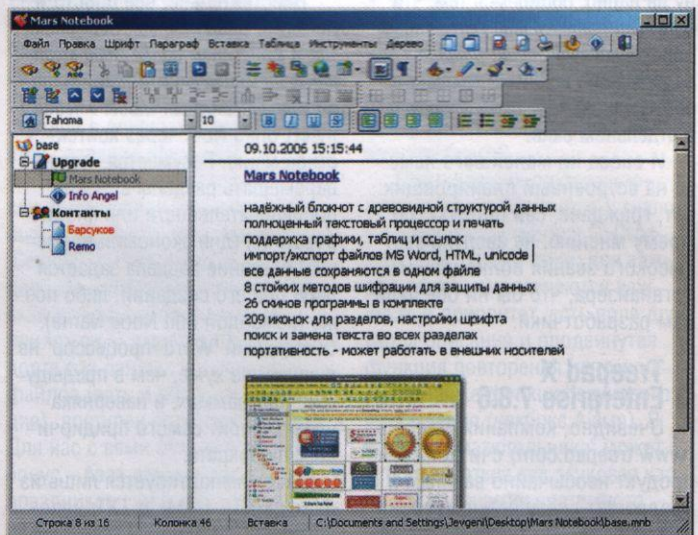 Mars Notebook
Файл Правка Шрифт Параграф Вставка Таблица Инструменты Дерево
Tahoma 10
base
Upgrade
Mars Notebook
Info Angel
Контакты
Барсуков
Remo
09.10.2006 15:15:44
Mars Notebook
надёжный блокнот с древовидной структурой данных
полноценный текстовый процессор и печать
поддержка графики, таблиц и ссылок
импорт/экспорт файлов MS Word, HTML, unicode
все данные сохраняются в одном файле
8 стойких методов шифрации для защиты данных
26 скинов программы в комплекте
209 иконок для разделов, настройки шрифта
поиск и замена текста во всех разделах
портативность - может работать в внешних носителей
Строка 8 из 16 Колонка 46 Вставка C:\Documents and Settings\Jevgeni\Desktop\Mars Notebook\base.mnb